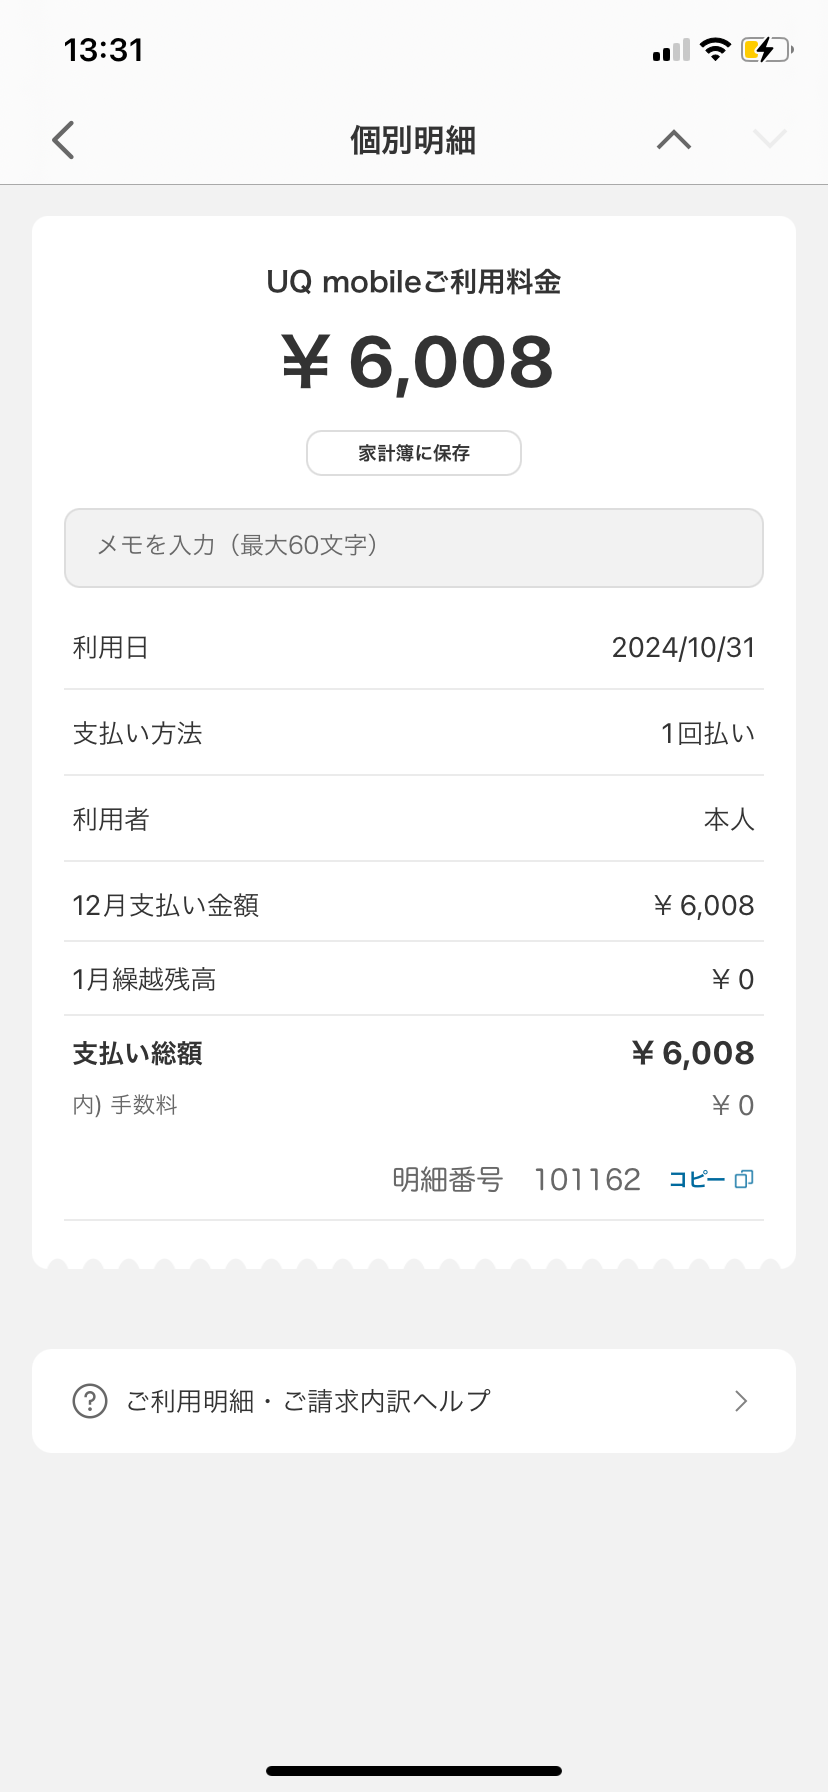 13:31
個別明細
UQ mobileご利用料金
¥ 6,008
家計簿に保存
メモを入力（最大60文字）
利用日 2024/10/31
支払い方法 1回払い
利用者 本人
12月支払い金額 ¥ 6,008
1月繰越残高 ¥ 0
支払い総額 ¥ 6,008
内) 手数料 ¥ 0
明細番号 101162 コピー
ご利用明細・ご請求内訳ヘルプ